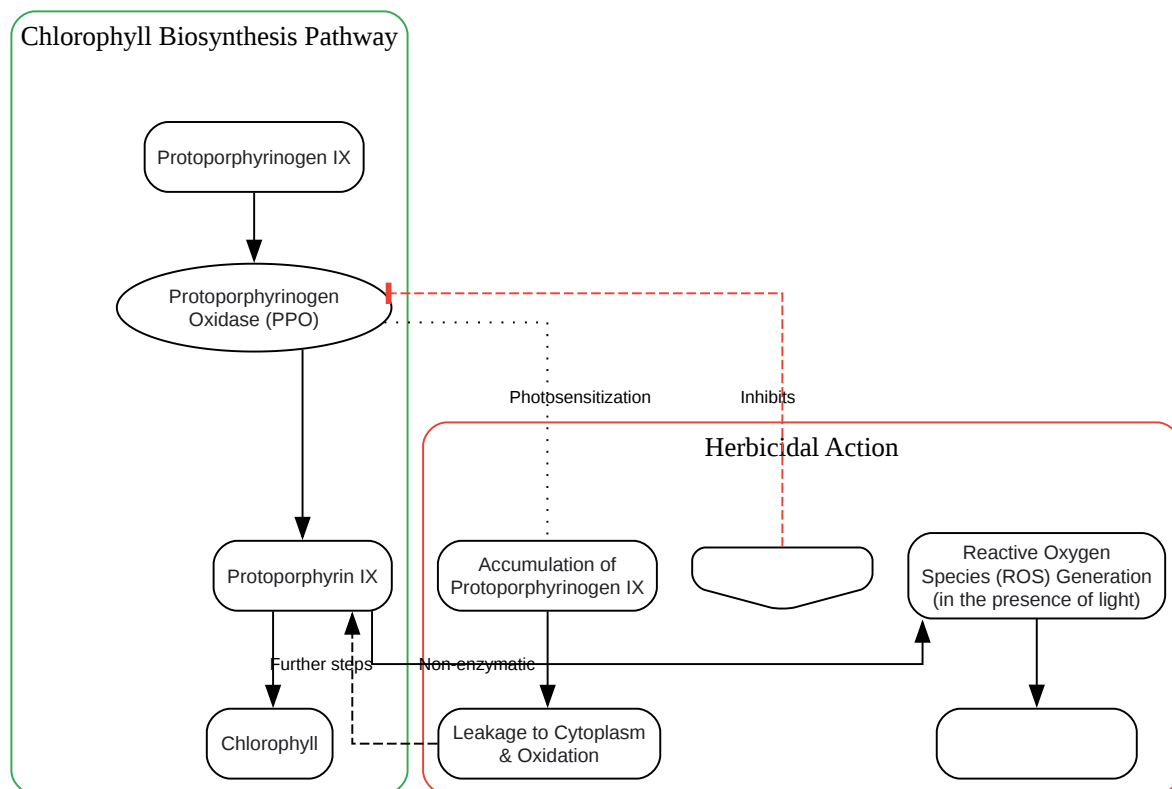 Chlorophyll Biosynthesis Pathway
Protoporphyrinogen IX
Protoporphyrinogen
Oxidase (PPO)
Photosensitization
Inhibits
Herbicidal Action
Protoporphyrin IX
Accumulation of
Protoporphyrinogen IX
Reactive Oxygen
Species (ROS) Generation
(in the presence of light)
Further steps
Non-enzymatic
Chlorophyll
Leakage to Cytoplasm
& Oxidation